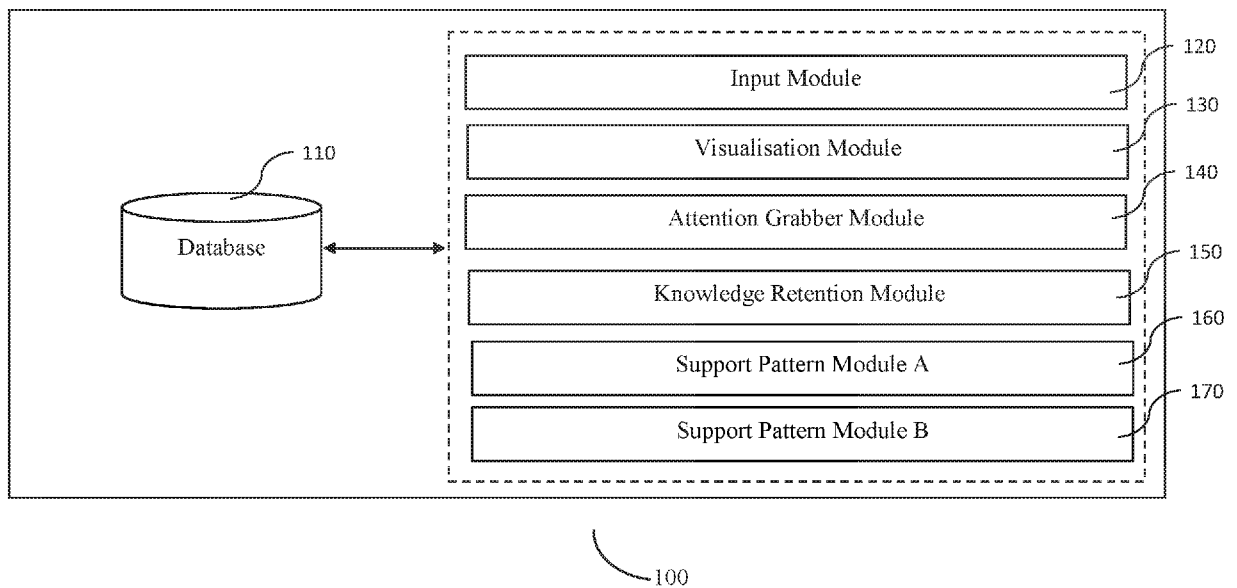 120
Input Module
130
Visualisation Module
110
140
Attention Grabber Module
Database
150
Knowledge Retention Module
160
Support Pattern Module A
170
Support Pattern Module B
100